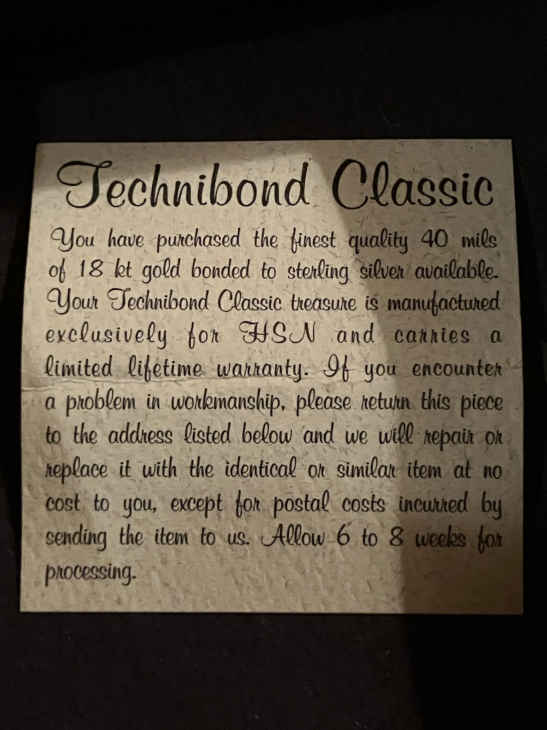 Technibond Classic
You have purchased the finest quality 40 mils
of 18 kt gold bonded to sterling silver available.
Your Technibond Classic treasure is manufactured
exclusively for HSN and carries a
limited lifetime warranty. If you encounter
a problem in workmanship, please return this piece
to the address listed below and we will repair or
replace it with the identical or similar item at no
cost to you, except for postal costs incurred by
sending the item to us. Allow 6 to 8 weeks for
processing.